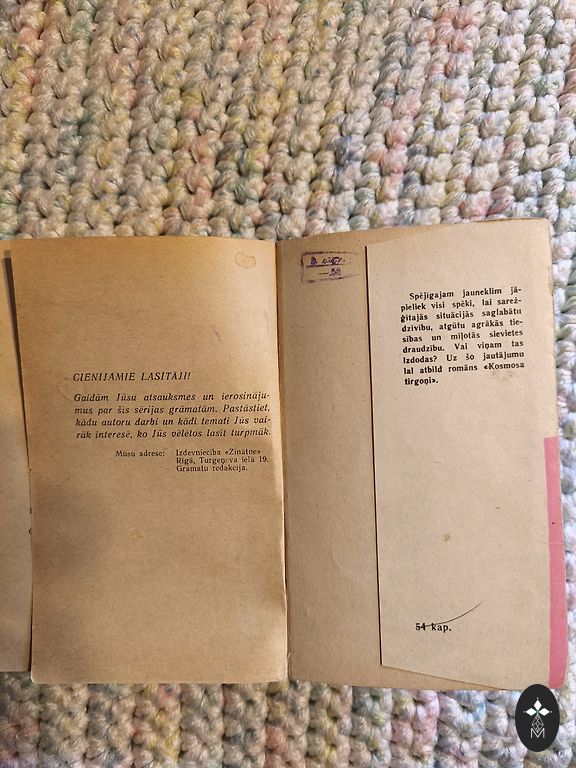 CIENĪJAMIE LASĪTĀJI!
Gaidām Jūsu atsauksmes un ierosināju-
mus par šīs sērijas grāmatām. Pastāstiet,
kādu autoru darbi un kādi temati Jūs vai-
rāk interesē, ko Jūs vēlētos lasīt turpmāk.
Mūsu adrese: Izdevniecība «Zinātne»
Rīgā, Turgeņeva ielā 19.
Grāmatu redakcija.
Spējīgajam jauneklim jā-
pieliek visi spēki, lai sarež-
ģītajās situācijās saglabātu
dzīvību, atgūtu agrākās tie-
sības un mīļotās sievietes
draudzību. Vai viņam tas
izdodas? Uz šo jautājumu
lai atbild romāns «Kosmosa
tirgoņi».
54 kap.